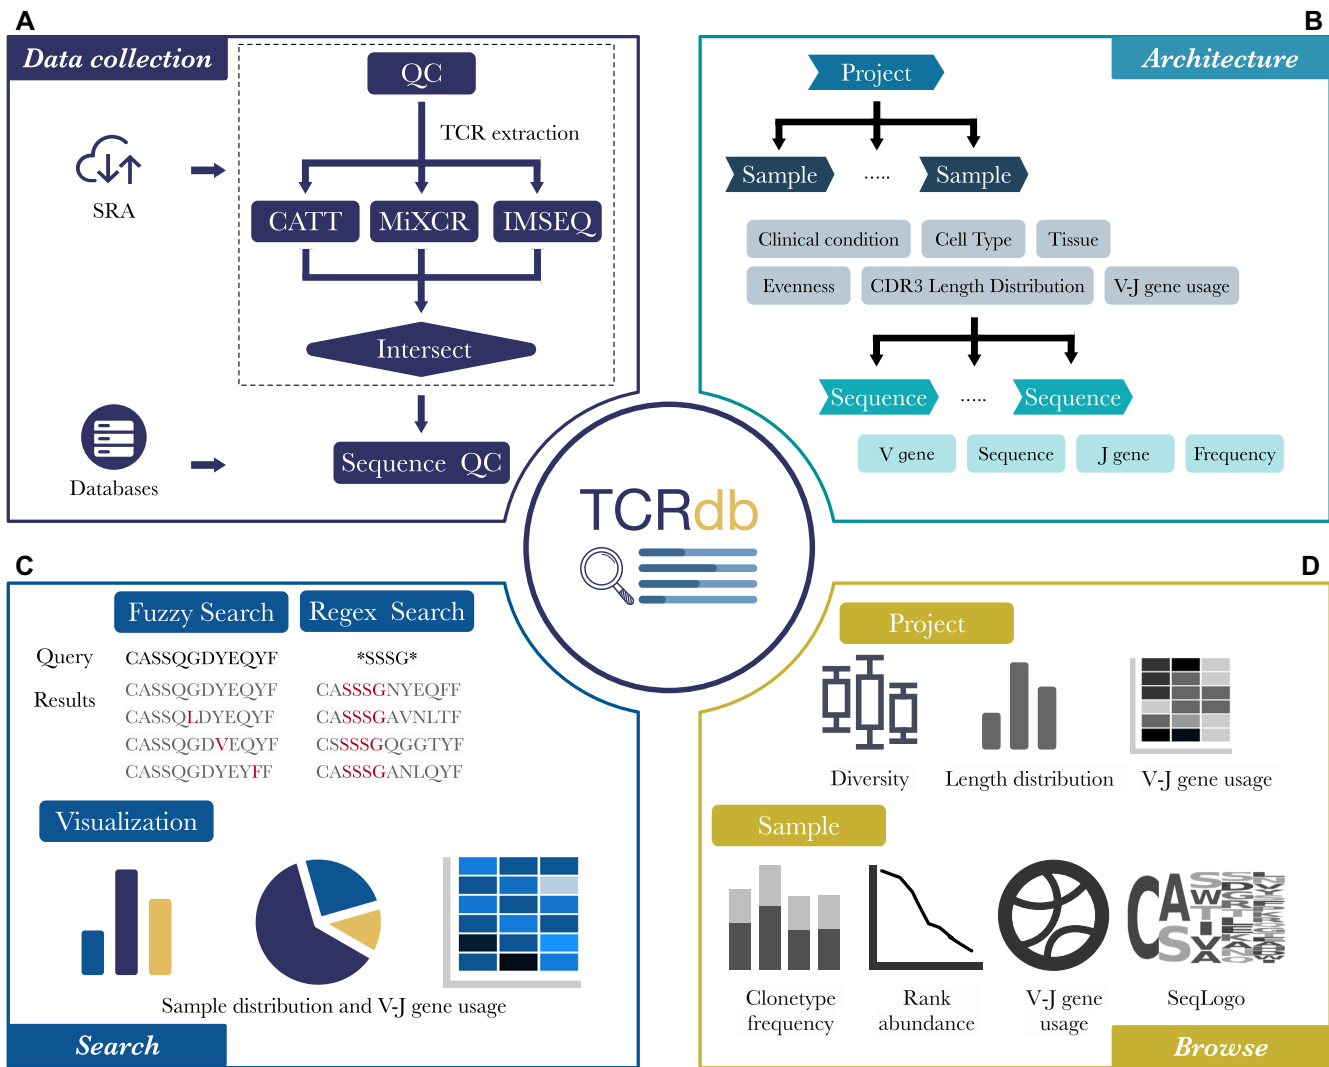 A
Data collection
QC
TCR extraction
SRA
CATT
MiXCR
IMSEQ
Intersect
Databases
Sequence QC
B
Architecture
Project
Sample
.....
Sample
Clinical condition
Cell Type
Tissue
Evenness
CDR3 Length Distribution
V-J gene usage
Sequence
.....
Sequence
V gene
Sequence
J gene
Frequency
TCRdb
C
Fuzzy Search
Regex Search
Query
CASSQGDYEQYF
*SSSG*
Results
CASSQGDYEQYF
CASSSGNYEQFF
CASSQLDYEQYF
CASSSGAVNLTF
CASSQGDVEQYF
CSSSSGQGGTYF
CASSQGDYEYFF
CASSSGANLQYF
Visualization
Sample distribution and V-J gene usage
Search
D
Project
Diversity
Length distribution
V-J gene usage
Sample
CAS
S
W
T
I
X
A
Clonetype
frequency
Rank
abundance
V-J gene
usage
SeqLogo
Browse